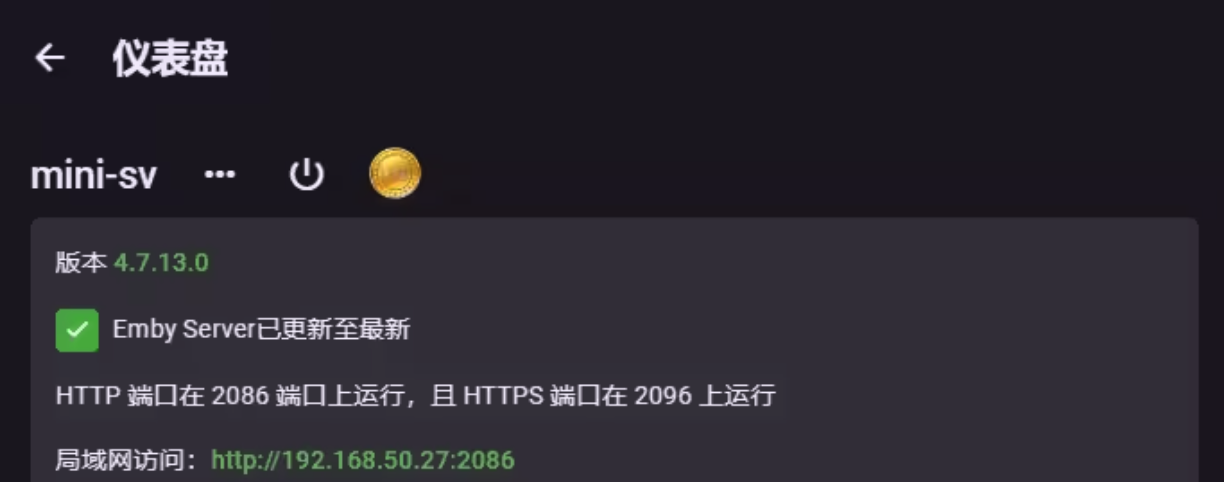 仪表盘
mini-sv
版本 4.7.13.0
Emby Server已更新至最新
HTTP 端口在 2086 端口上运行，且 HTTPS 端口在 2096 上运行
局域网访问：http://192.168.50.27:2086